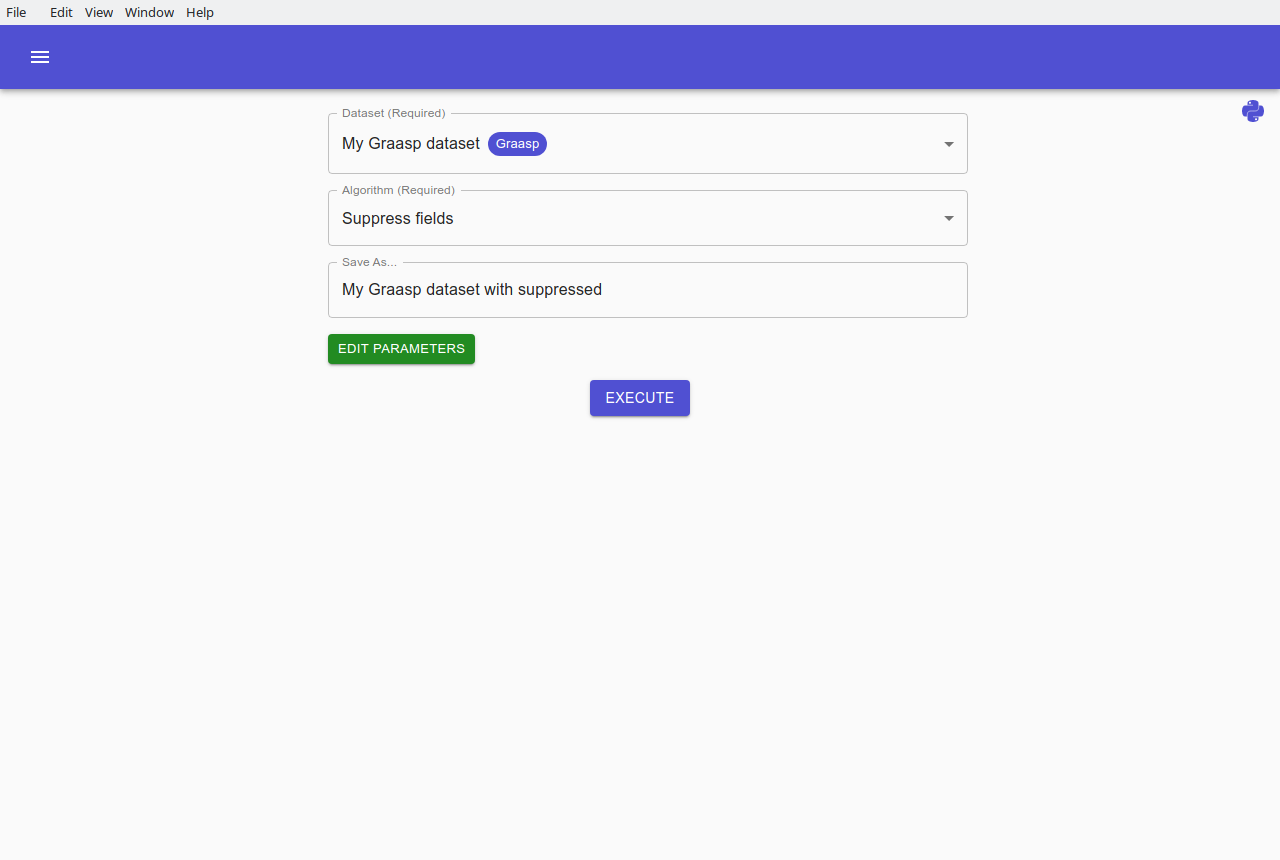 File Edit View Window Help
Dataset (Required)
My Graasp dataset Graasp
Algorithm (Required)
Suppress fields
Save As...
My Graasp dataset with suppressed
EDIT PARAMETERS
EXECUTE